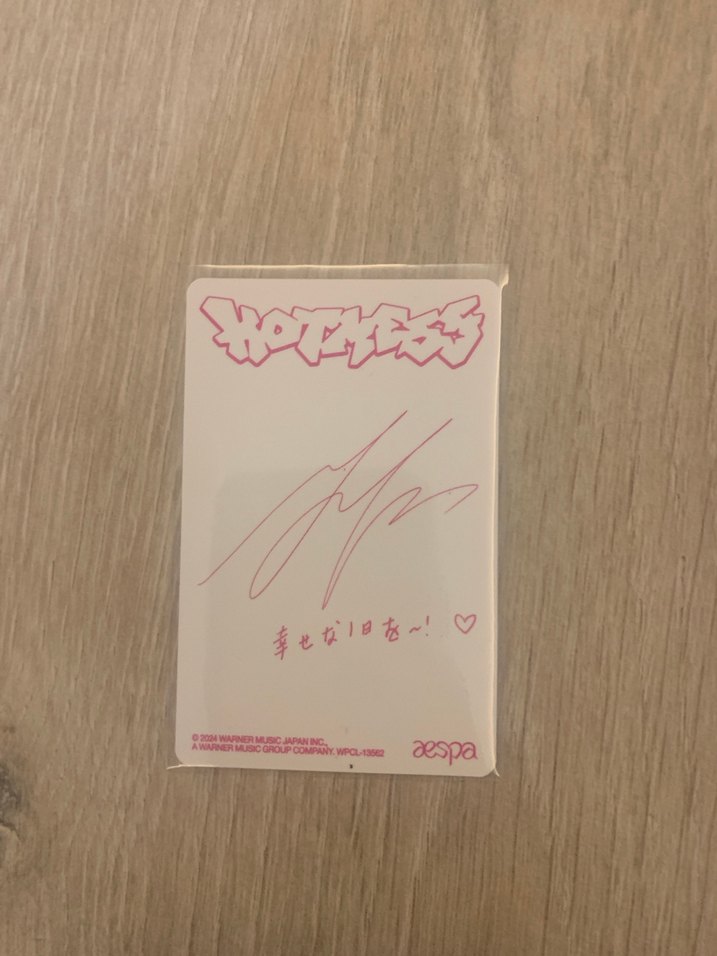 HOT MESS
幸せな1日を〜! ♡
© 2024 WARNER MUSIC JAPAN INC.,
A WARNER MUSIC GROUP COMPANY. WPCL-13562
aespa